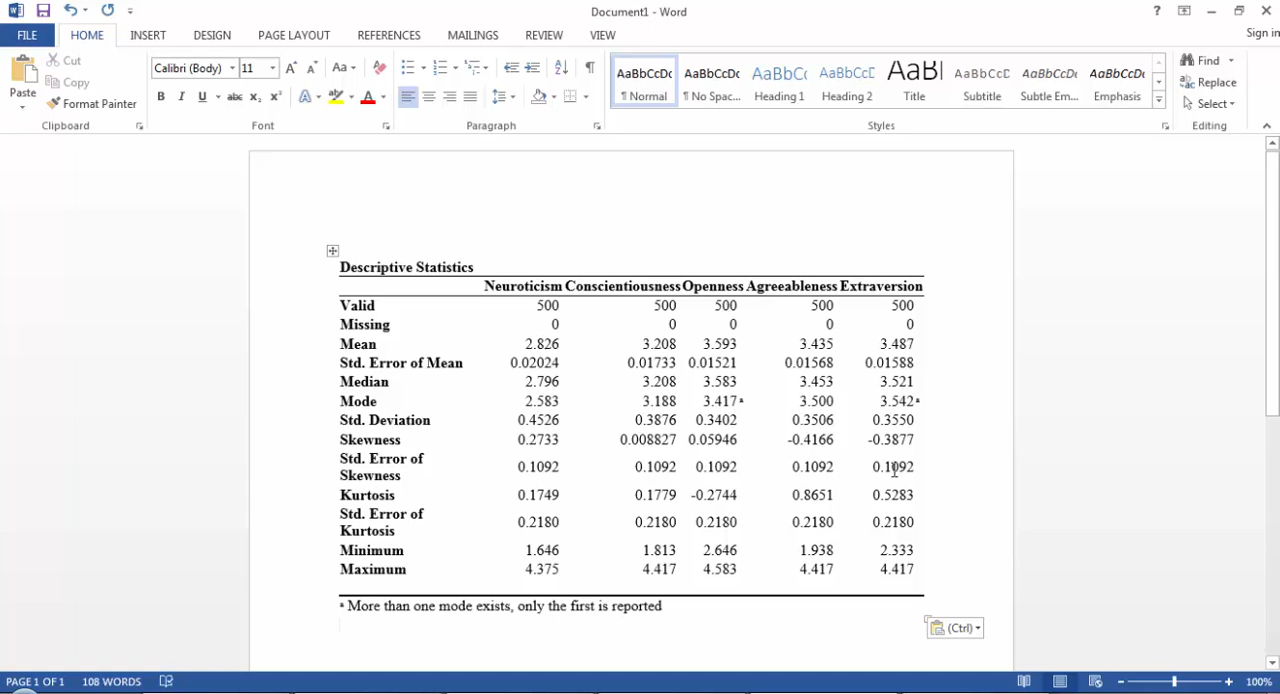 Document1 - Word
?
FILE HOME INSERT DESIGN PAGE LAYOUT REFERENCES MAILINGS REVIEW VIEW Sign in
Paste
Cut
Copy
Format Painter
Clipboard
Calibri (Body) 11 A A Aa
B I U abc x₂ x² A A
Font
Paragraph
AaBbCcDc AaBbCcDc AaBbCc AaBbCcE AaBI AaBbCcD AaBbCcDc AaBbCcDc
¶ Normal ¶ No Spac... Heading 1 Heading 2 Title Subtitle Subtle Em... Emphasis
Styles
Find
Replace
Select
Editing
Descriptive Statistics
Neuroticism Conscientiousness Openness Agreeableness Extraversion
Valid 500 500 500 500 500
Missing 0 0 0 0 0
Mean 2.826 3.208 3.593 3.435 3.487
Std. Error of Mean 0.02024 0.01733 0.01521 0.01568 0.01588
Median 2.796 3.208 3.583 3.453 3.521
Mode 2.583 3.188 3.417ᵃ 3.500 3.542ᵃ
Std. Deviation 0.4526 0.3876 0.3402 0.3506 0.3550
Skewness 0.2733 0.008827 0.05946 -0.4166 -0.3877
Std. Error of
Skewness 0.1092 0.1092 0.1092 0.1092 0.1092
Kurtosis 0.1749 0.1779 -0.2744 0.8651 0.5283
Std. Error of
Kurtosis 0.2180 0.2180 0.2180 0.2180 0.2180
Minimum 1.646 1.813 2.646 1.938 2.333
Maximum 4.375 4.417 4.583 4.417 4.417
ᵃ More than one mode exists, only the first is reported
(Ctrl)
PAGE 1 OF 1 108 WORDS 100%